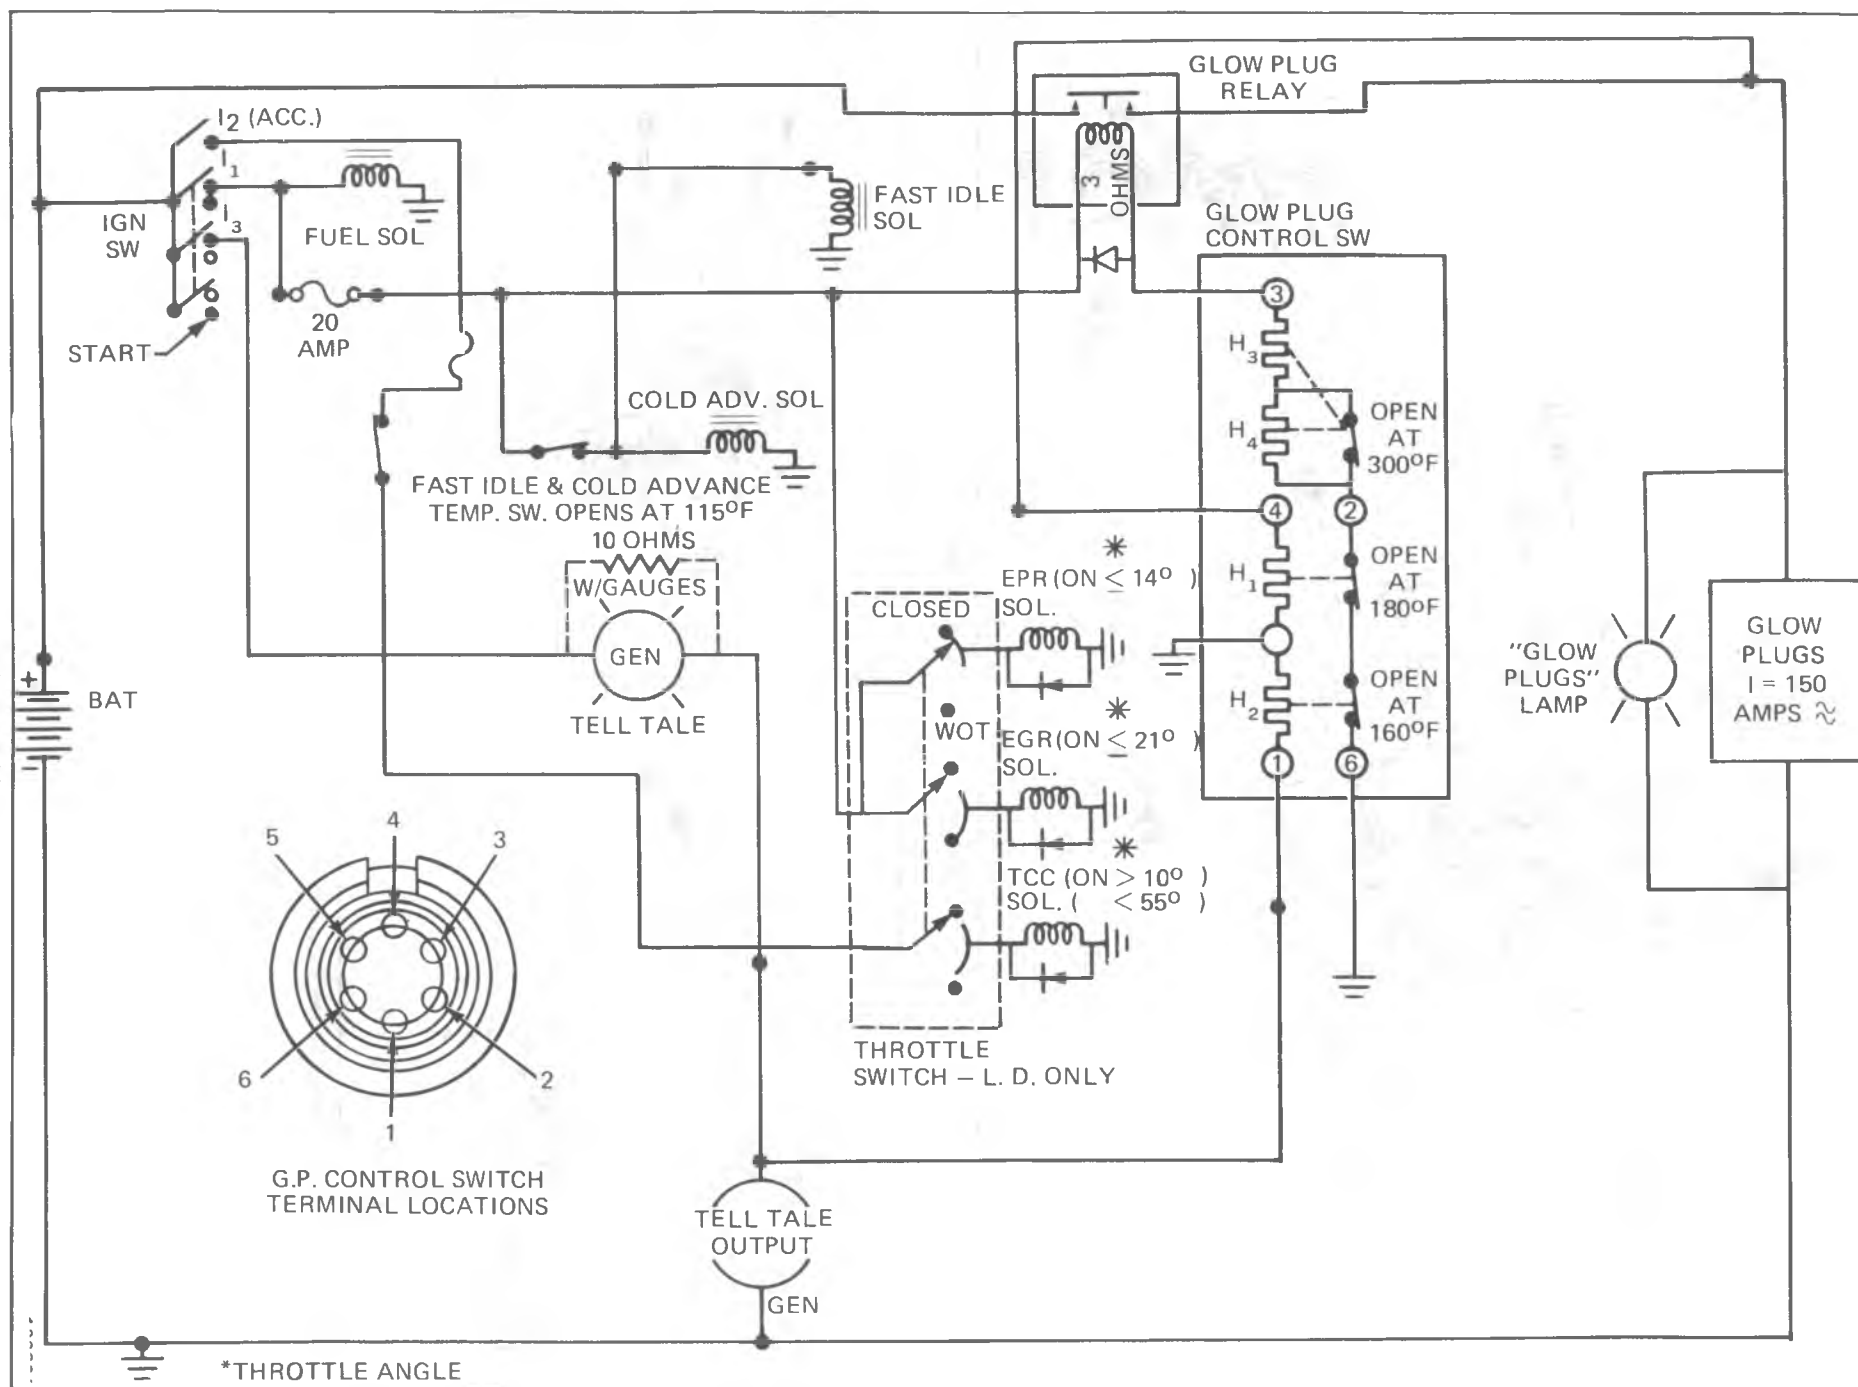 GLOW PLUG
RELAY
I2 (ACC.)
I1
I3
IGN
SW
FUEL SOL
20
AMP
START
FAST IDLE
SOL
3
OHMS
GLOW PLUG
CONTROL SW
3
H3
H4
OPEN
AT
300°F
COLD ADV. SOL
FAST IDLE & COLD ADVANCE
TEMP. SW. OPENS AT 115°F
10 OHMS
W/GAUGES
GEN
TELL TALE
4
2
H1
OPEN
AT
180°F
H2
OPEN
AT
160°F
1
6
*
EPR (ON ≤ 14° )
SOL.
CLOSED
WOT
*
EGR (ON ≤ 21° )
SOL.
*
TCC (ON > 10° )
SOL. ( < 55° )
THROTTLE
SWITCH – L. D. ONLY
"GLOW
PLUGS"
LAMP
GLOW
PLUGS
I = 150
AMPS ≈
+
BAT
–
4
5
3
6
2
1
G.P. CONTROL SWITCH
TERMINAL LOCATIONS
TELL TALE
OUTPUT
GEN
*THROTTLE ANGLE